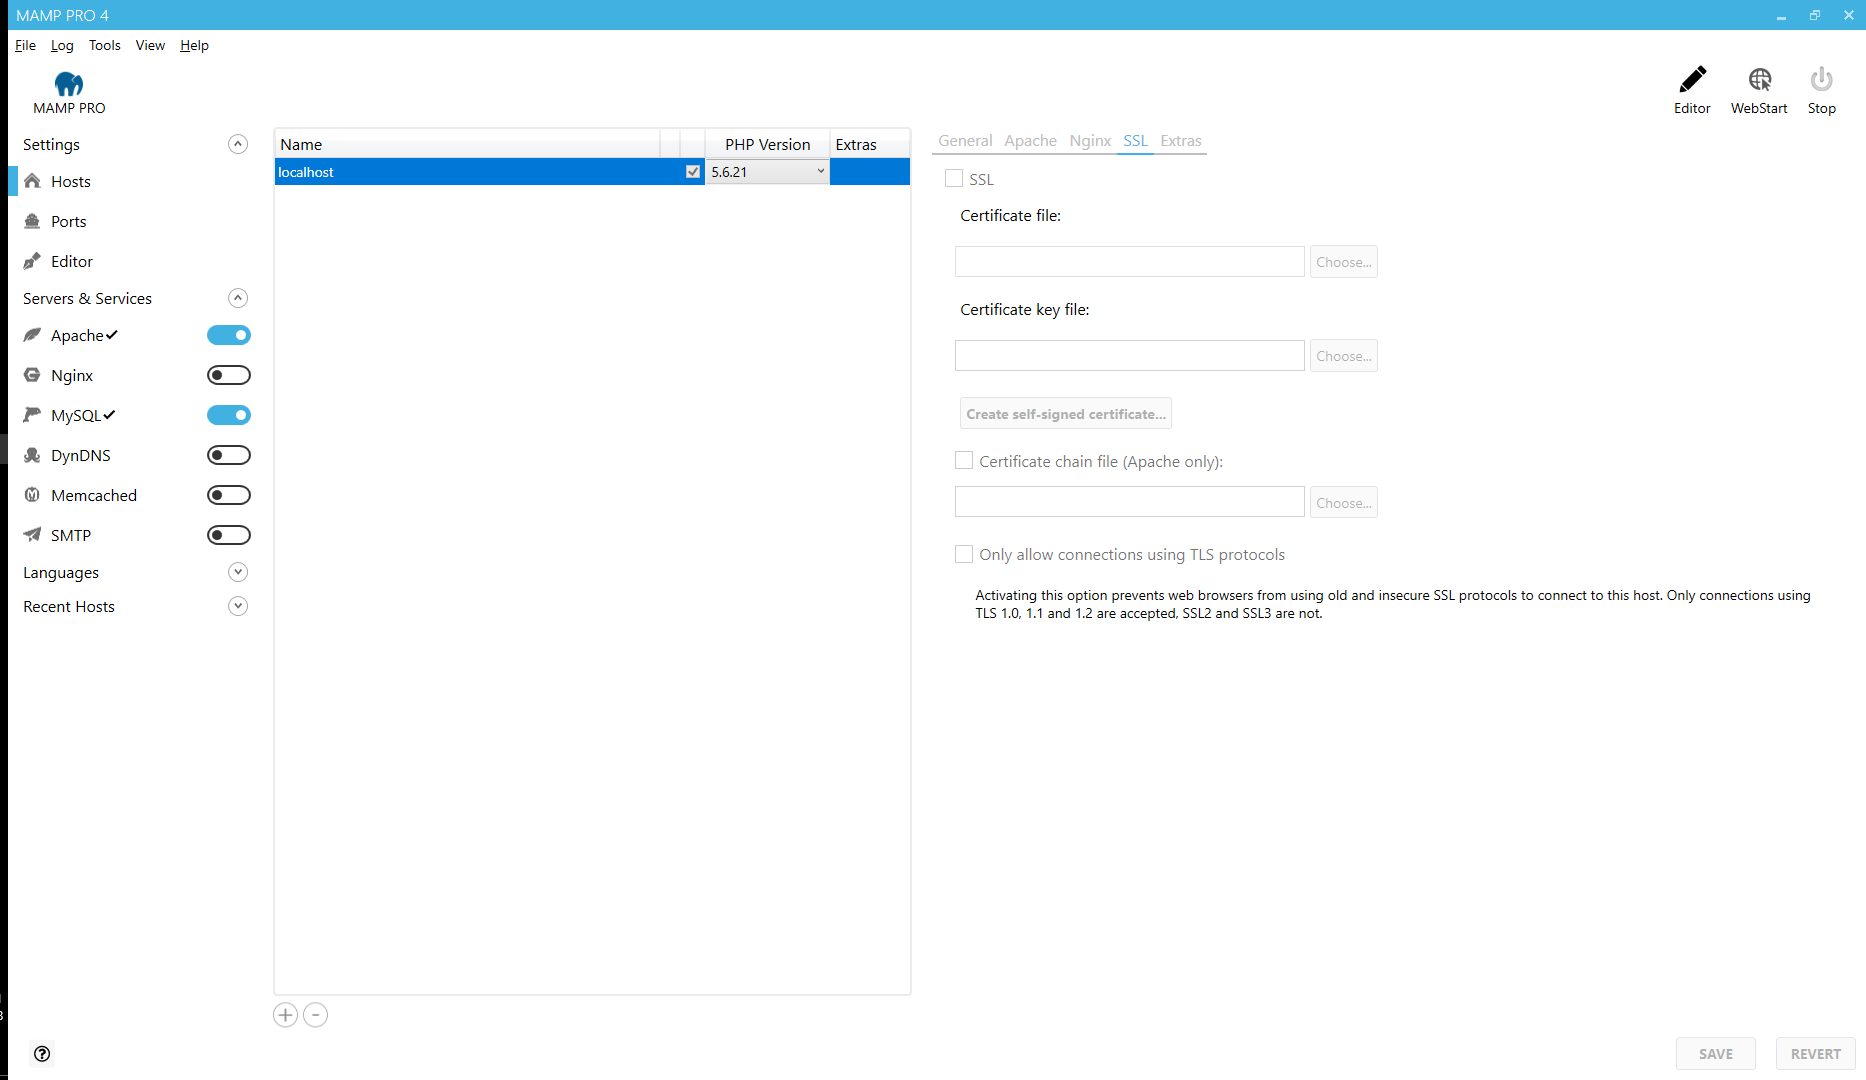 MAMP PRO 4
File Log Tools View Help
MAMP PRO
Editor WebStart Stop
Settings
Hosts
Ports
Editor
Servers & Services
Apache
Nginx
MySQL
DynDNS
Memcached
SMTP
Languages
Recent Hosts
Name PHP Version Extras
localhost 5.6.21
General Apache Nginx SSL Extras
SSL
Certificate file:
Choose...
Certificate key file:
Choose...
Create self-signed certificate...
Certificate chain file (Apache only):
Choose...
Only allow connections using TLS protocols
Activating this option prevents web browsers from using old and insecure SSL protocols to connect to this host. Only connections using
TLS 1.0, 1.1 and 1.2 are accepted, SSL2 and SSL3 are not.
SAVE REVERT